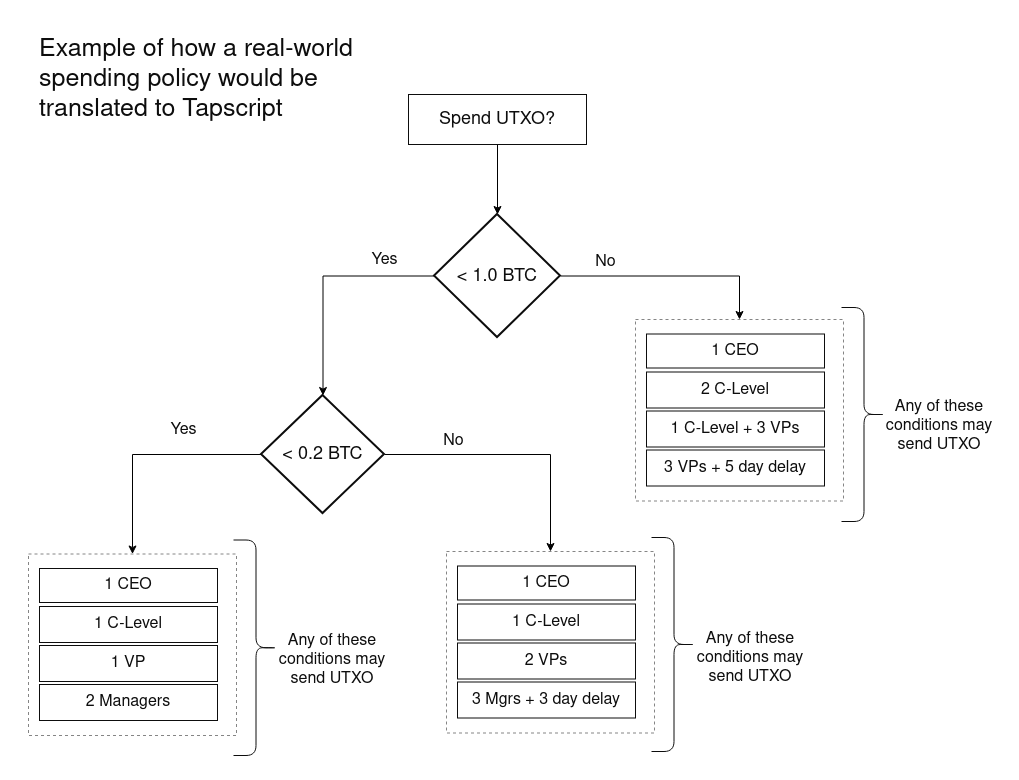 Example of how a real-world
spending policy would be
translated to Tapscript
Spend UTXO?
< 1.0 BTC
Yes
No
1 CEO
2 C-Level
1 C-Level + 3 VPs
3 VPs + 5 day delay
Any of these
conditions may
send UTXO
< 0.2 BTC
Yes
No
1 CEO
1 C-Level
1 VP
2 Managers
Any of these
conditions may
send UTXO
1 CEO
1 C-Level
2 VPs
3 Mgrs + 3 day delay
Any of these
conditions may
send UTXO